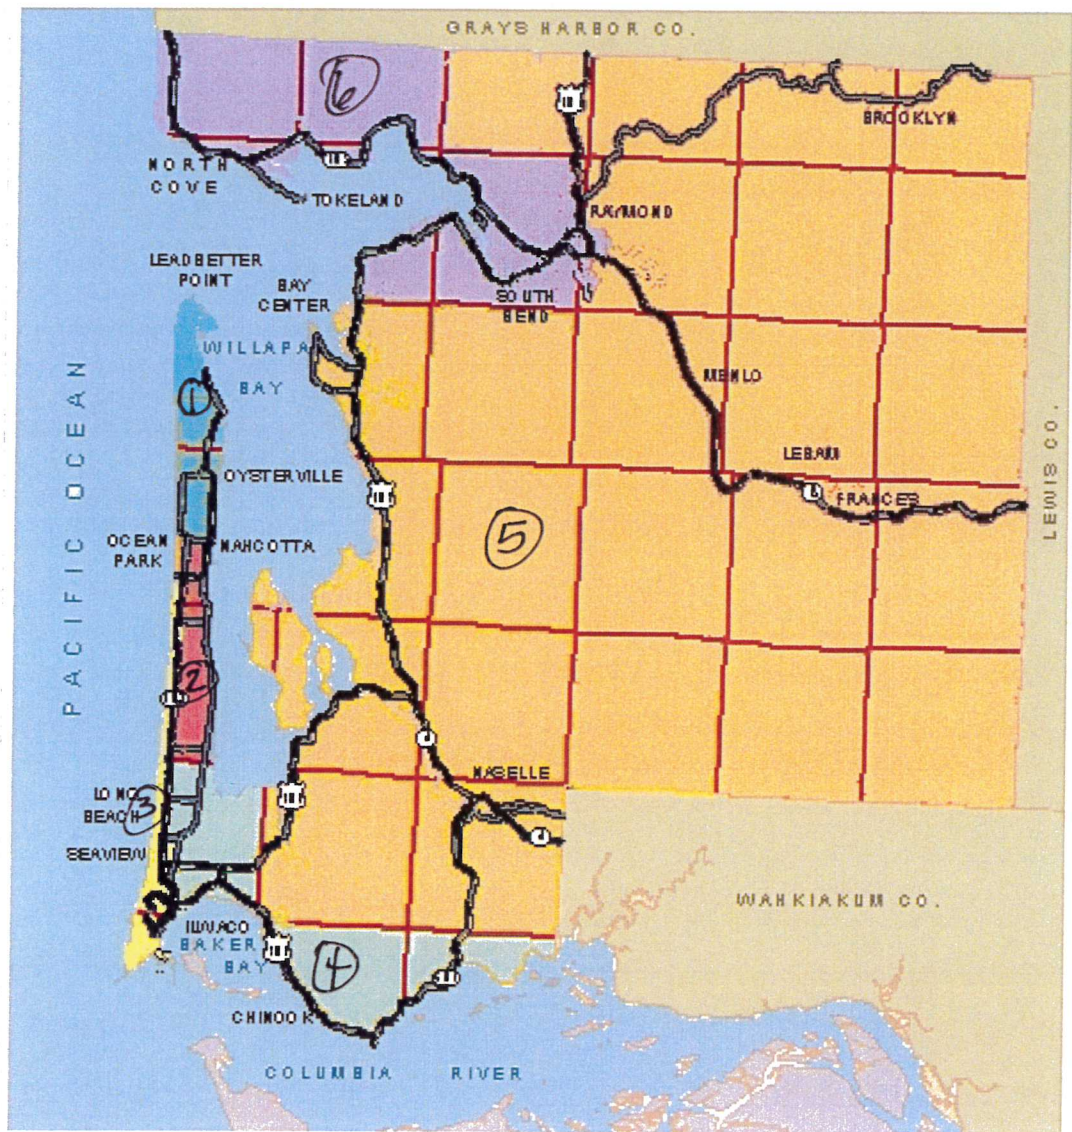 GRAYS HARBOR CO.
6
BROOKLYN
NORTH
COVE
TOKELAND
RAYMOND
LEADBETTER
POINT
BAY
CENTER
SOUTH
BEND
WILLAPA
BAY
MENLO
1
PACIFIC OCEAN
LEBAM
OYSTERVILLE
FRANCES
LEWIS CO.
5
OCEAN
PARK
NAHCOTTA
2
4
NASELLE
LONG
BEACH
3
4
SEAVIEW
WAHKIAKUM CO.
ILWACO
BAKER
BAY
4
CHINOOK
COLUMBIA RIVER